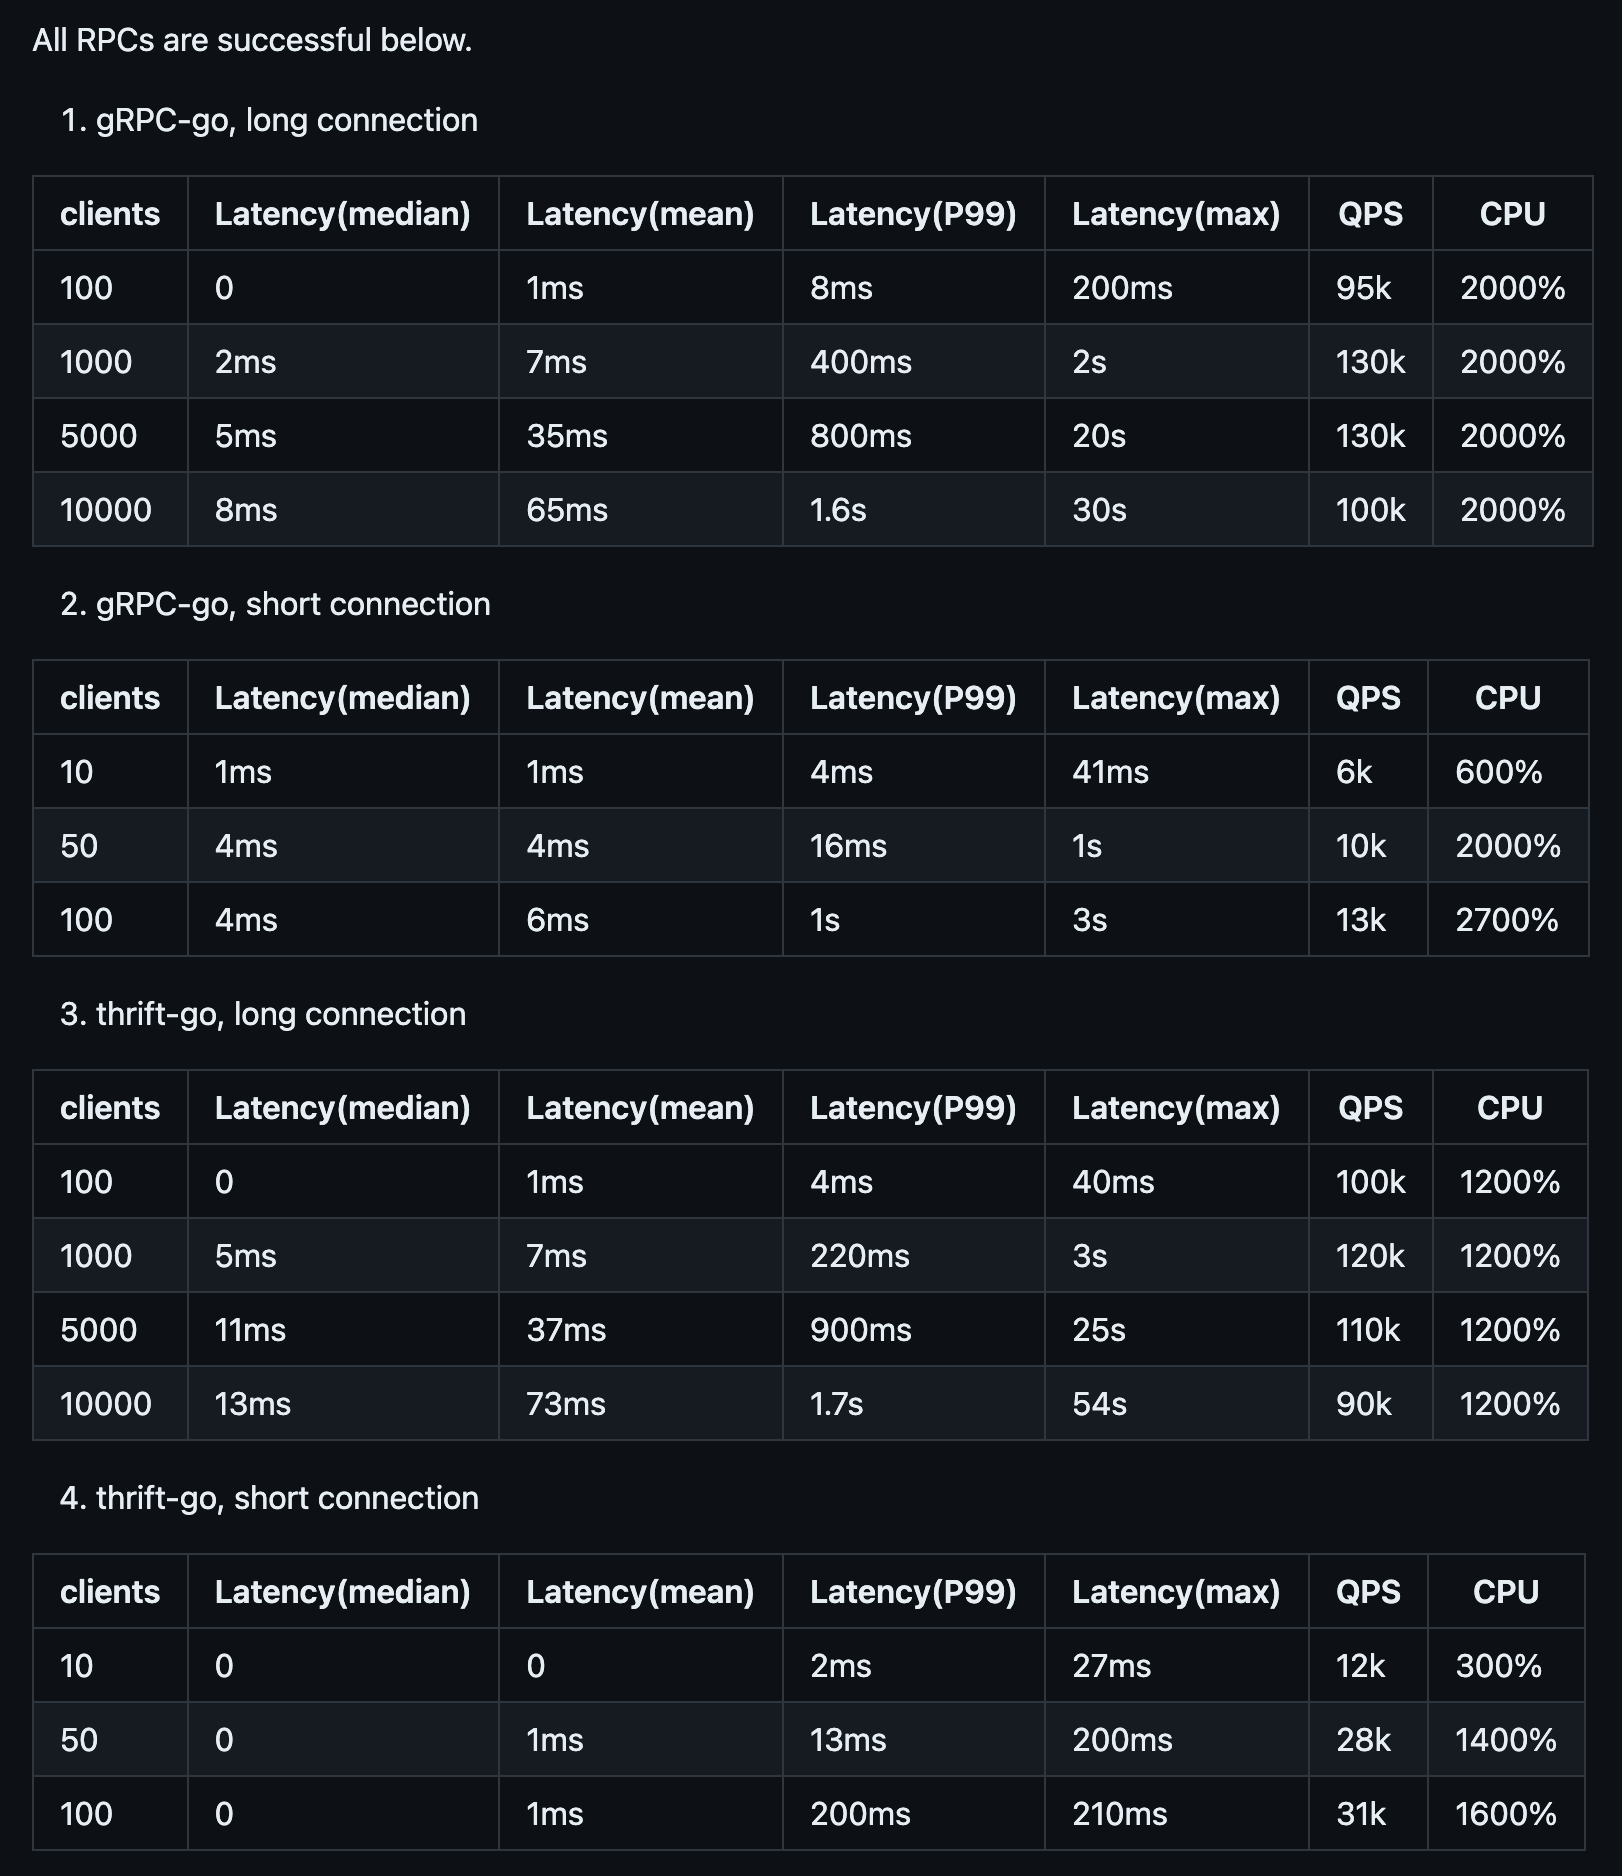 All RPCs are successful below.
1. gRPC-go, long connection
clients Latency(median) Latency(mean) Latency(P99) Latency(max) QPS CPU
100 0 1ms 8ms 200ms 95k 2000%
1000 2ms 7ms 400ms 2s 130k 2000%
5000 5ms 35ms 800ms 20s 130k 2000%
10000 8ms 65ms 1.6s 30s 100k 2000%
2. gRPC-go, short connection
clients Latency(median) Latency(mean) Latency(P99) Latency(max) QPS CPU
10 1ms 1ms 4ms 41ms 6k 600%
50 4ms 4ms 16ms 1s 10k 2000%
100 4ms 6ms 1s 3s 13k 2700%
3. thrift-go, long connection
clients Latency(median) Latency(mean) Latency(P99) Latency(max) QPS CPU
100 0 1ms 4ms 40ms 100k 1200%
1000 5ms 7ms 220ms 3s 120k 1200%
5000 11ms 37ms 900ms 25s 110k 1200%
10000 13ms 73ms 1.7s 54s 90k 1200%
4. thrift-go, short connection
clients Latency(median) Latency(mean) Latency(P99) Latency(max) QPS CPU
10 0 0 2ms 27ms 12k 300%
50 0 1ms 13ms 200ms 28k 1400%
100 0 1ms 200ms 210ms 31k 1600%